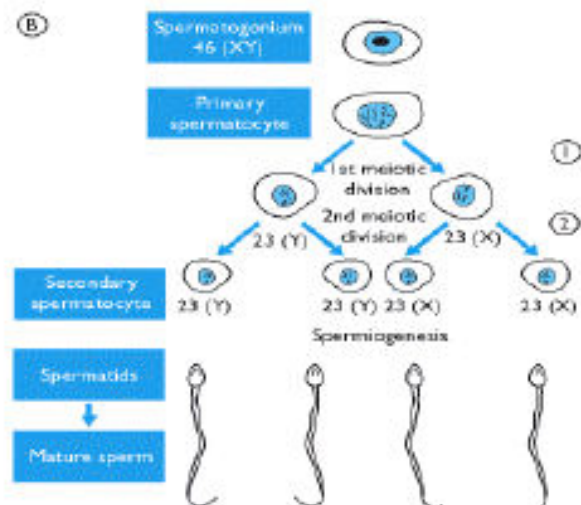 B
Spermatogonium
46 (XY)
Primary
spermatocyte
1
1st meiotic
division
2nd meiotic
division
2
23 (Y)
23 (X)
Secondary
spermatocyte
23 (Y)
23 (Y)
23 (X)
23 (X)
Spermiogenesis
Spermatids
Mature sperm